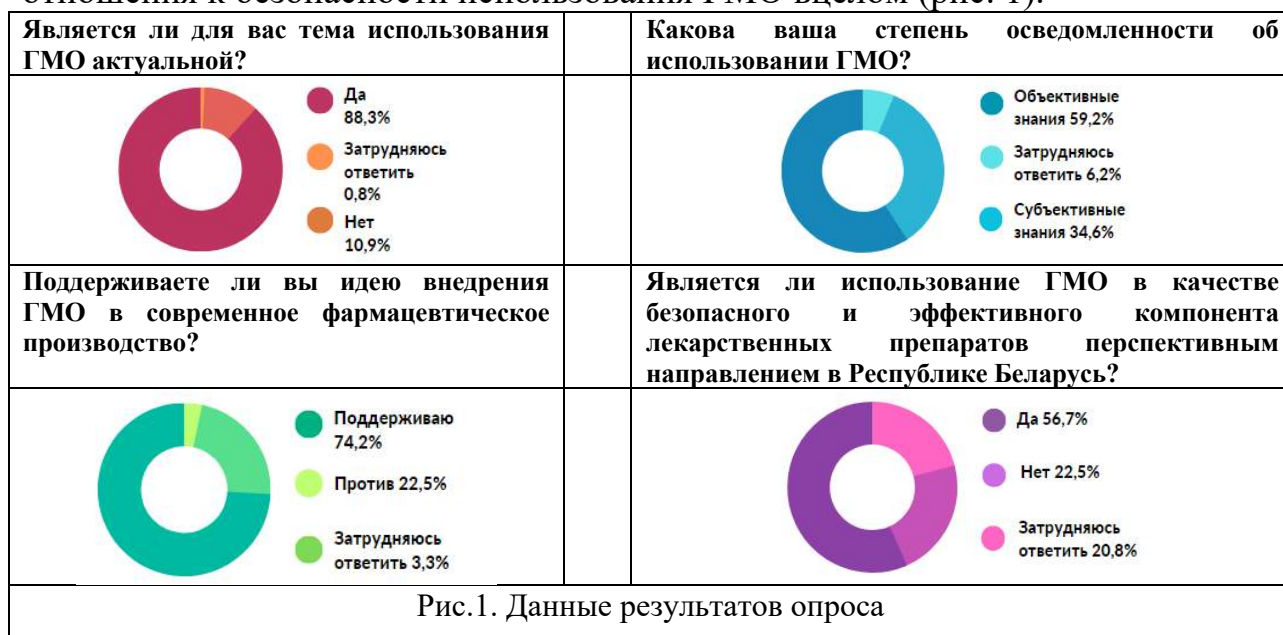 отношения к безопасности использования ГМО вцелом (рис. 1).
Является ли для вас тема использования
ГМО актуальной?
Какова ваша степень осведомленности об
использовании ГМО?
Да
88,3%
Затрудняюсь
ответить
0,8%
Нет
10,9%
Объективные
знания 59,2%
Затрудняюсь
ответить 6,2%
Субъективные
знания 34,6%
Поддерживаете ли вы идею внедрения
ГМО в современное фармацевтическое
производство?
Является ли использование ГМО в качестве
безопасного и эффективного компонента
лекарственных препаратов перспективным
направлением в Республике Беларусь?
Поддерживаю
74,2%
Против 22,5%
Затрудняюсь
ответить 3,3%
Да 56,7%
Нет 22,5%
Затрудняюсь
ответить 20,8%
Рис.1. Данные результатов опроса